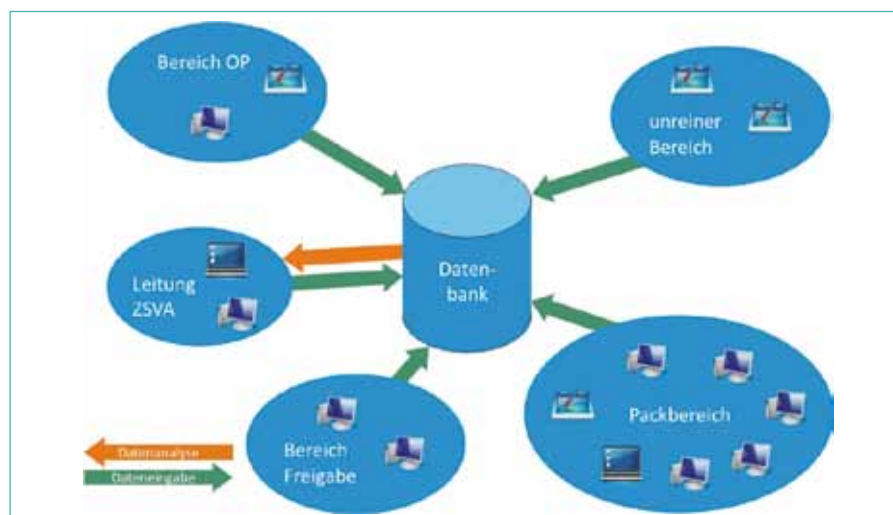 Bereich OP
unreiner
Bereich
Leitung
ZSVA
Daten-
bank
Packbereich
Bereich
Freigabe
Datenanalyse
Dateneingabe